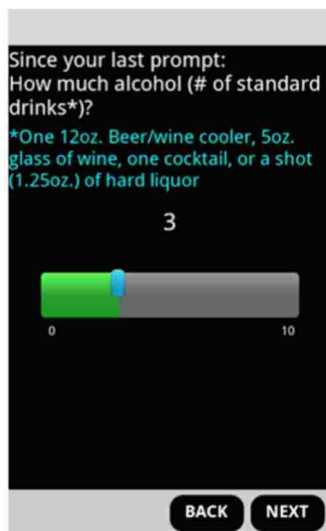 Since your last prompt:
How much alcohol (# of standard
drinks*)?
*One 12oz. Beer/wine cooler, 5oz.
glass of wine, one cocktail, or a shot
(1.25oz.) of hard liquor
3
0 10
BACK NEXT